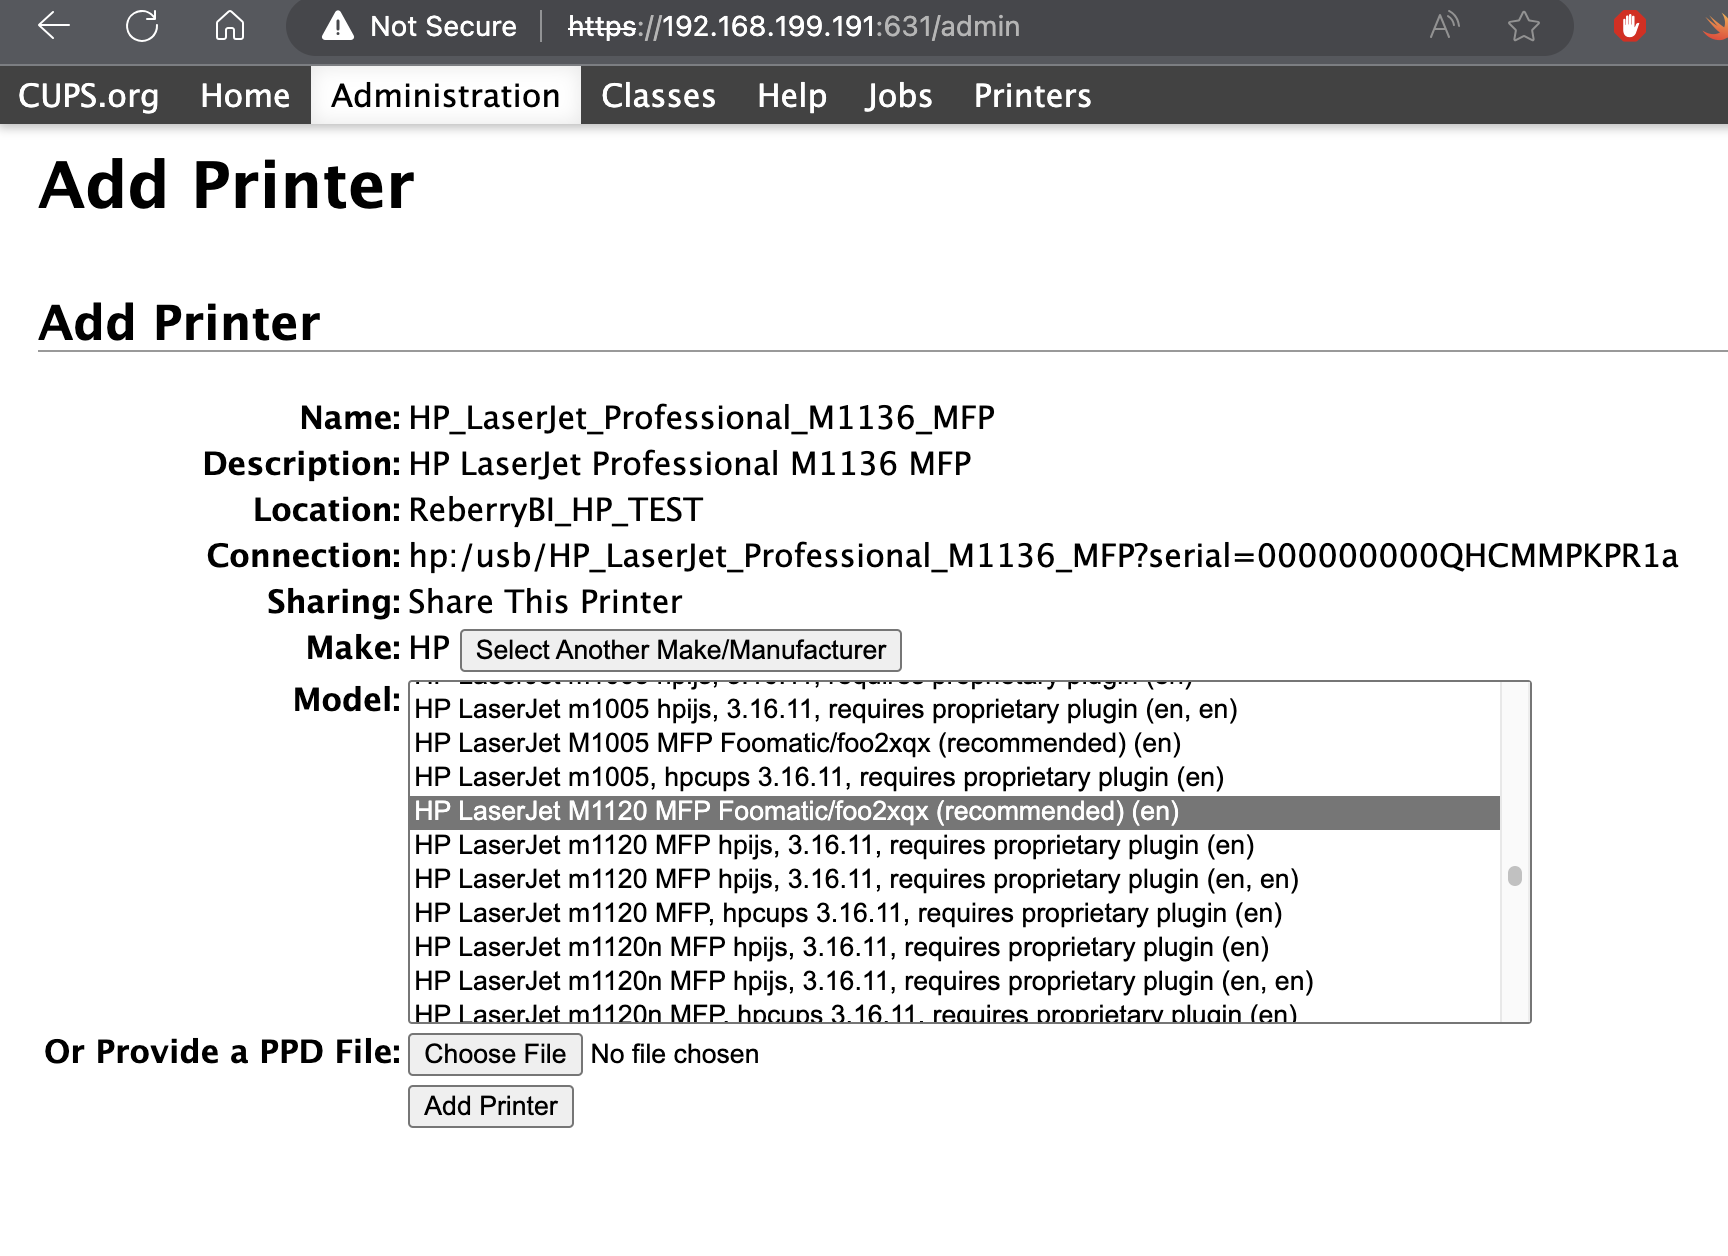 Not Secure https://192.168.199.191:631/admin
CUPS.org Home Administration Classes Help Jobs Printers
Add Printer
Add Printer
Name: HP_LaserJet_Professional_M1136_MFP
Description: HP LaserJet Professional M1136 MFP
Location: ReberryBI_HP_TEST
Connection: hp:/usb/HP_LaserJet_Professional_M1136_MFP?serial=000000000QHCMMPKPR1a
Sharing: Share This Printer
Make: HP Select Another Make/Manufacturer
Model:
HP LaserJet m1005 hpijs, 3.16.11, requires proprietary plugin (en, en)
HP LaserJet M1005 MFP Foomatic/foo2xqx (recommended) (en)
HP LaserJet m1005, hpcups 3.16.11, requires proprietary plugin (en)
HP LaserJet M1120 MFP Foomatic/foo2xqx (recommended) (en)
HP LaserJet m1120 MFP hpijs, 3.16.11, requires proprietary plugin (en)
HP LaserJet m1120 MFP hpijs, 3.16.11, requires proprietary plugin (en, en)
HP LaserJet m1120 MFP, hpcups 3.16.11, requires proprietary plugin (en)
HP LaserJet m1120n MFP hpijs, 3.16.11, requires proprietary plugin (en)
HP LaserJet m1120n MFP hpijs, 3.16.11, requires proprietary plugin (en, en)
HP LaserJet m1120n MFP, hpcups 3.16.11, requires proprietary plugin (en)
Or Provide a PPD File: Choose File No file chosen
Add Printer